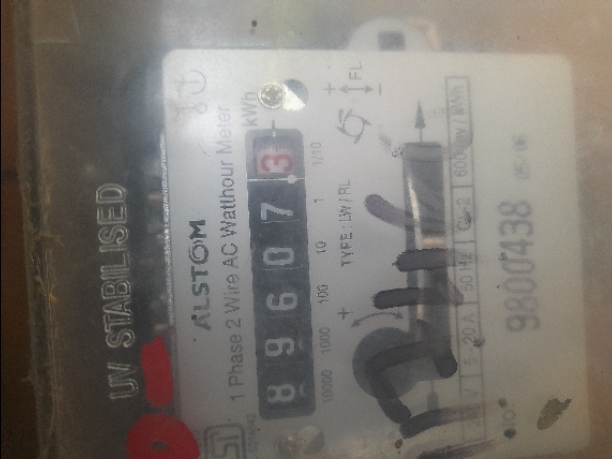 UV STABILISED
ALSTOM
1 Phase 2 Wire AC Watthour Meter
8 9 6 0 7 3
kWh
10000 1000 100 10 1 1/10
+ FL -
TYPE: LW/RL
5-20 A 50 Hz CL-2 600 rev/kWh
9800438